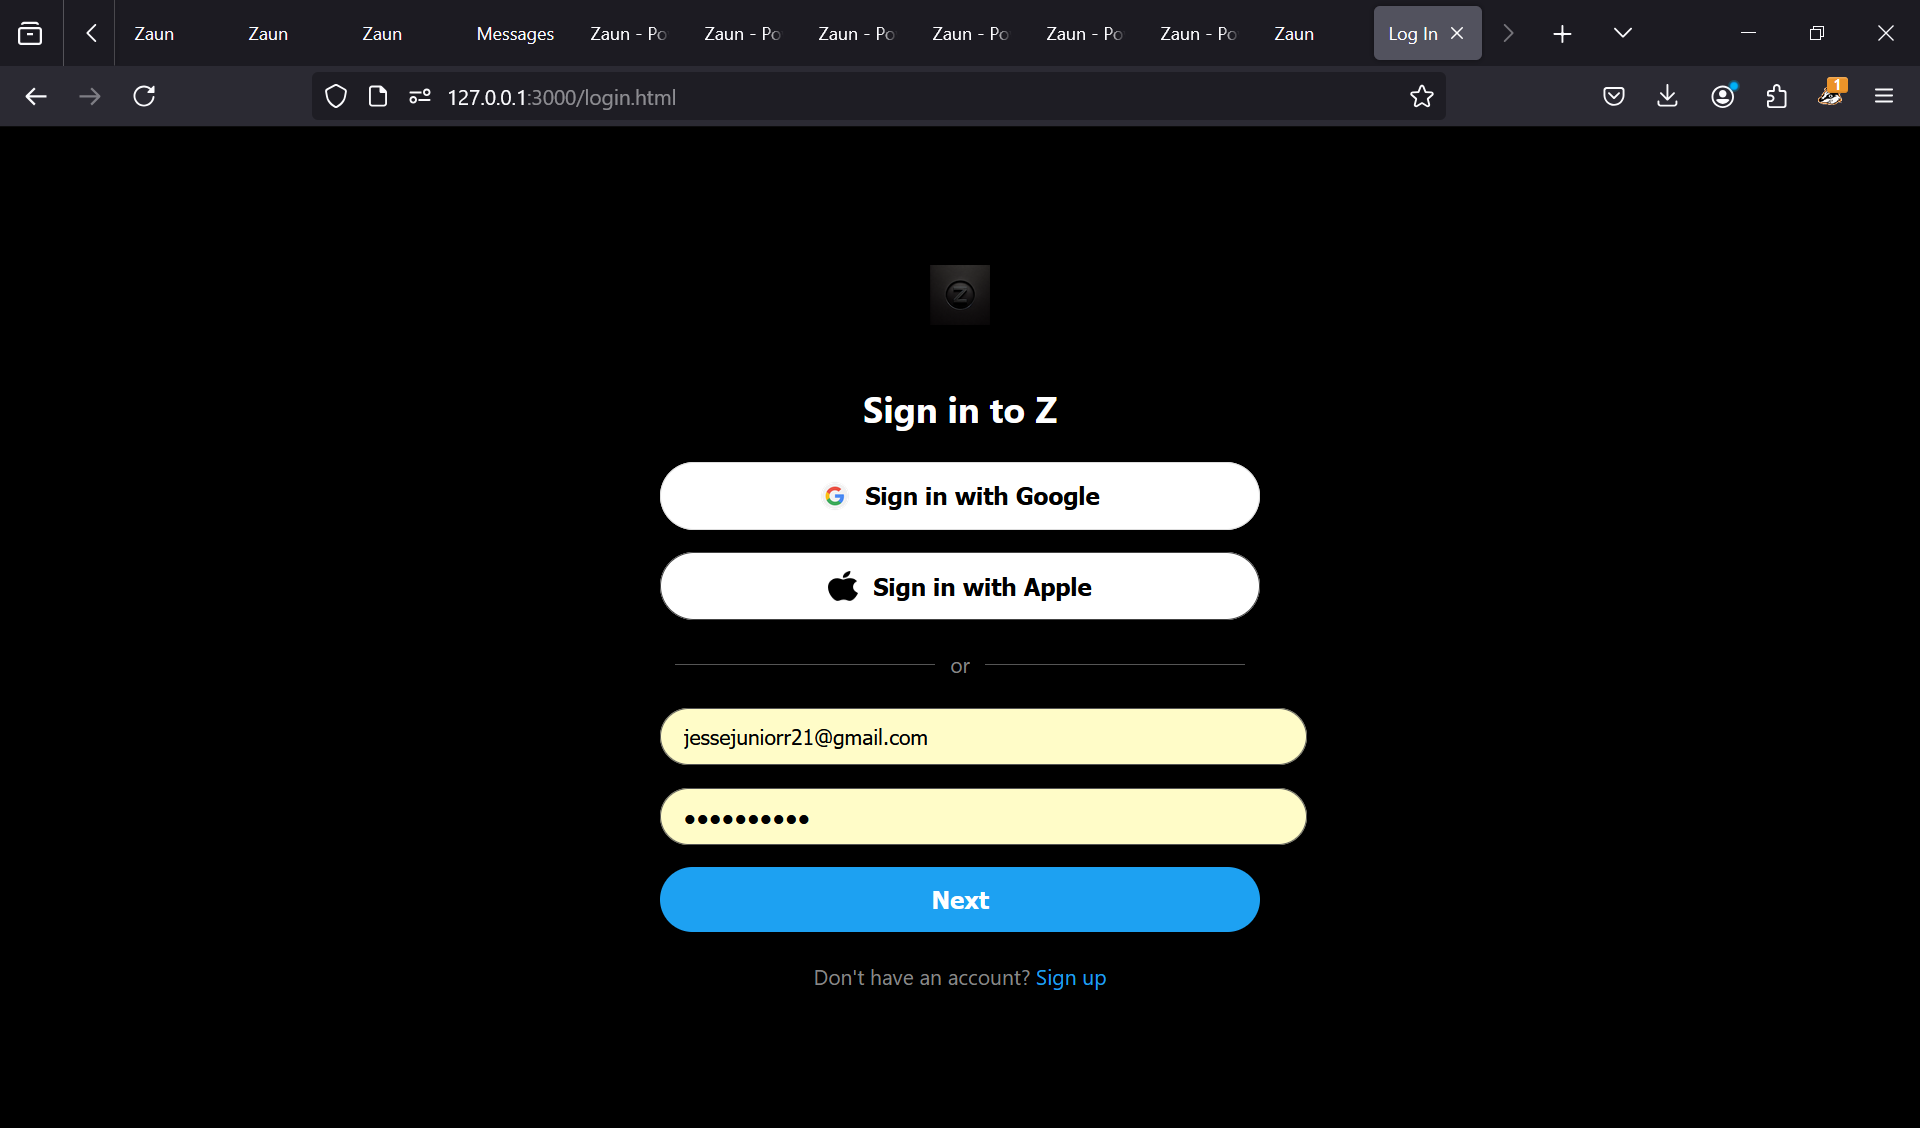 Zaun Zaun Zaun Messages Zaun - Po Zaun - Po Zaun - Po Zaun - Po Zaun - Po Zaun - Po Zaun Log In
127.0.0.1:3000/login.html 1
Z
Sign in to Z
G Sign in with Google
Sign in with Apple
or
jessejuniorr21@gmail.com
••••••••••
Next
Don't have an account? Sign up